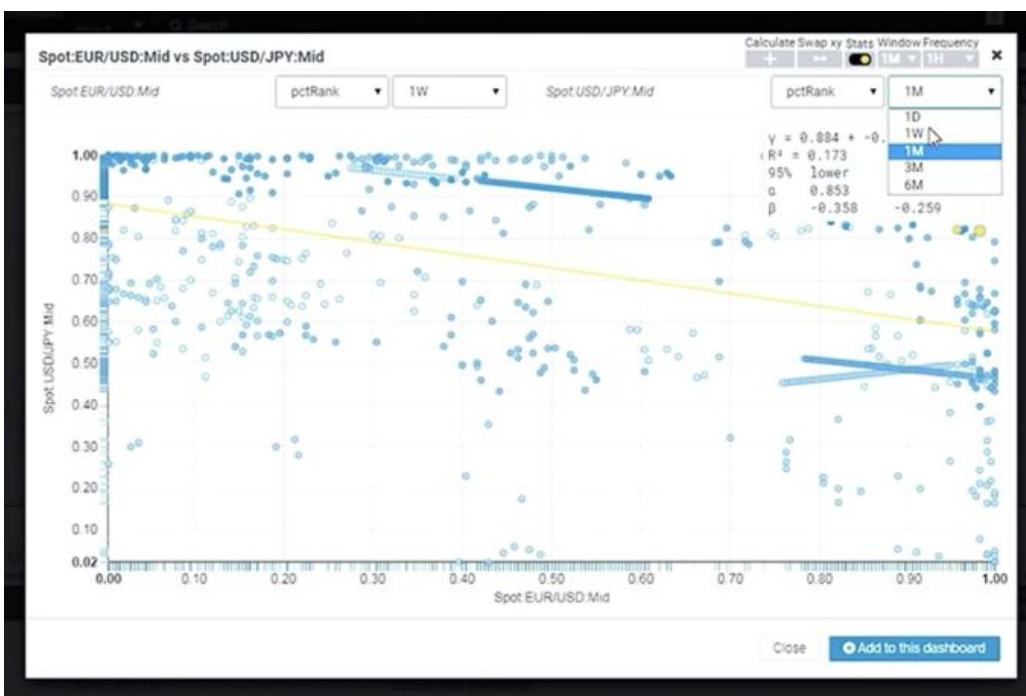 Search
Spot:EUR/USD:Mid vs Spot:USD/JPY:Mid
Calculate Swap xy Stats Window Frequency
1M 1H
Spot:EUR/USD:Mid pctRank 1W Spot:USD/JPY:Mid pctRank 1M
1D
1W
1M
3M
6M
y = 0.884 + -0.
R² = 0.173
95% lower
α 0.853
β -0.358 -0.259
1.00
0.90
0.80
0.70
0.60
0.50
0.40
0.30
0.20
0.10
0.02
Spot:USD/JPY:Mid
0.00 0.10 0.20 0.30 0.40 0.50 0.60 0.70 0.80 0.90 1.00
Spot:EUR/USD:Mid
Close
Add to this dashboard